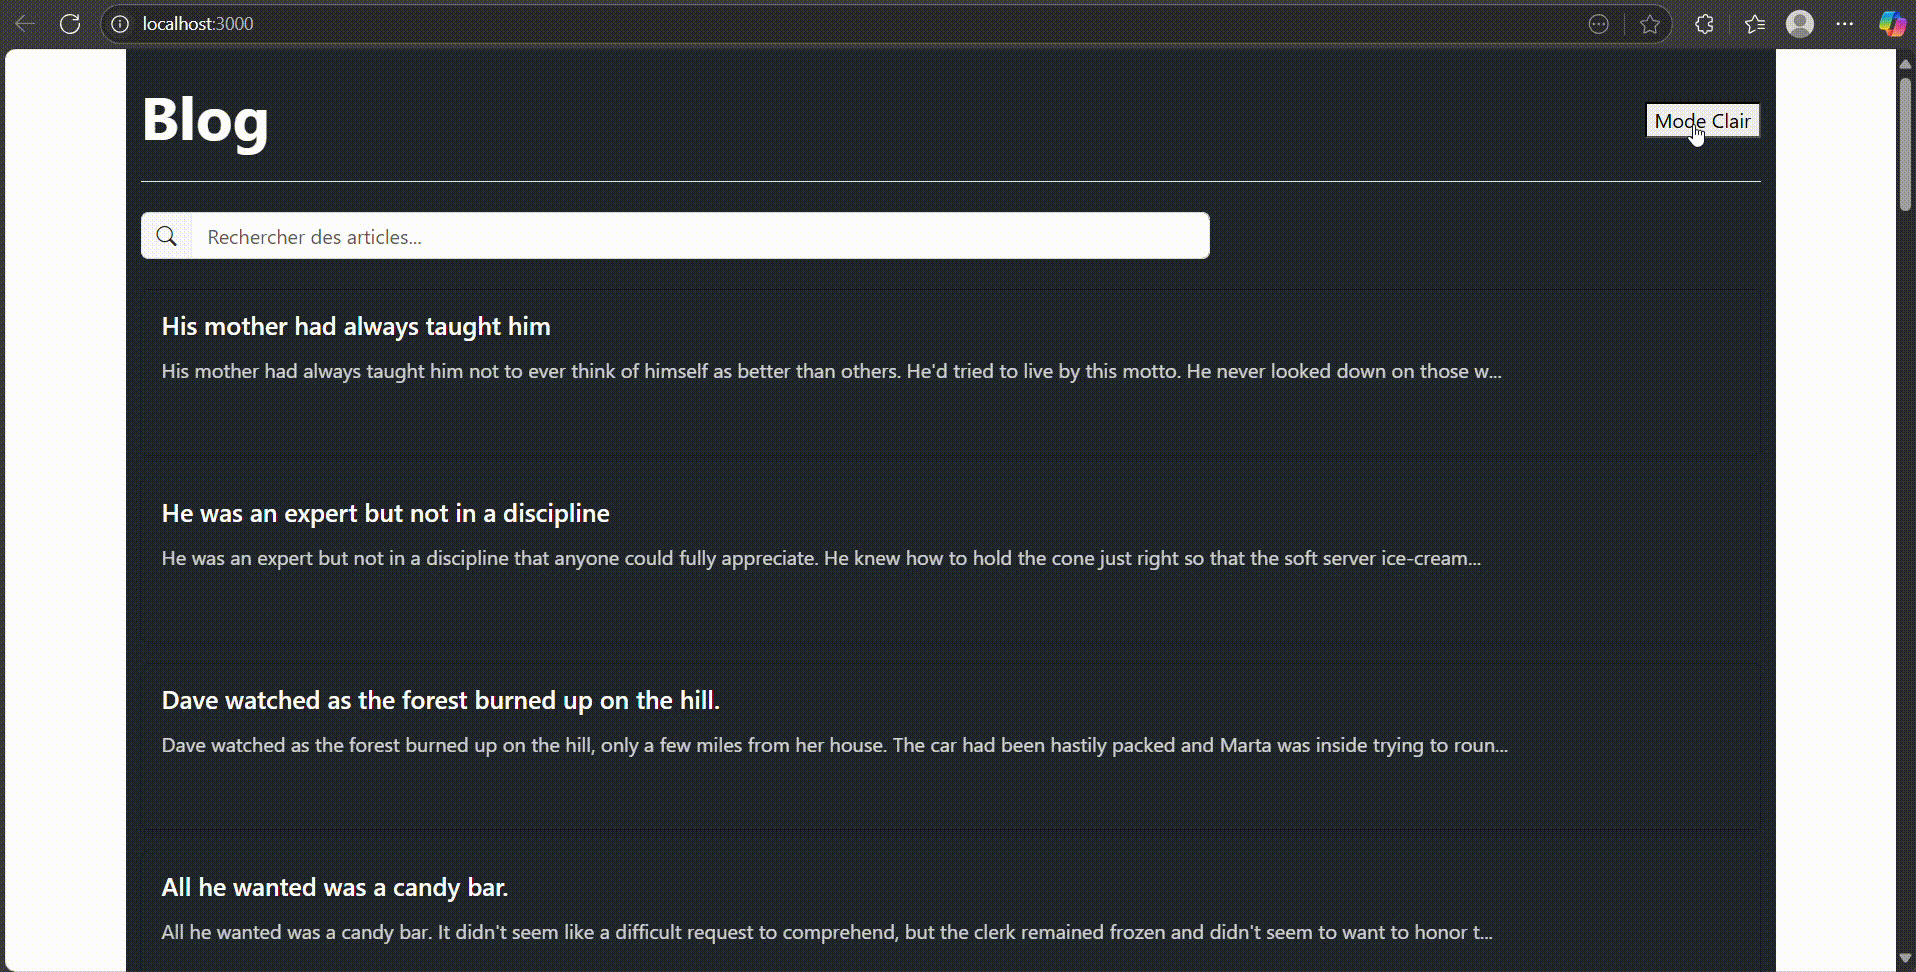 localhost:3000
Blog
Mode Clair
Rechercher des articles...
His mother had always taught him
His mother had always taught him not to ever think of himself as better than others. He'd tried to live by this motto. He never looked down on those w...
He was an expert but not in a discipline
He was an expert but not in a discipline that anyone could fully appreciate. He knew how to hold the cone just right so that the soft server ice-cream...
Dave watched as the forest burned up on the hill.
Dave watched as the forest burned up on the hill, only a few miles from her house. The car had been hastily packed and Marta was inside trying to roun...
All he wanted was a candy bar.
All he wanted was a candy bar. It didn't seem like a difficult request to comprehend, but the clerk remained frozen and didn't seem to want to honor t...